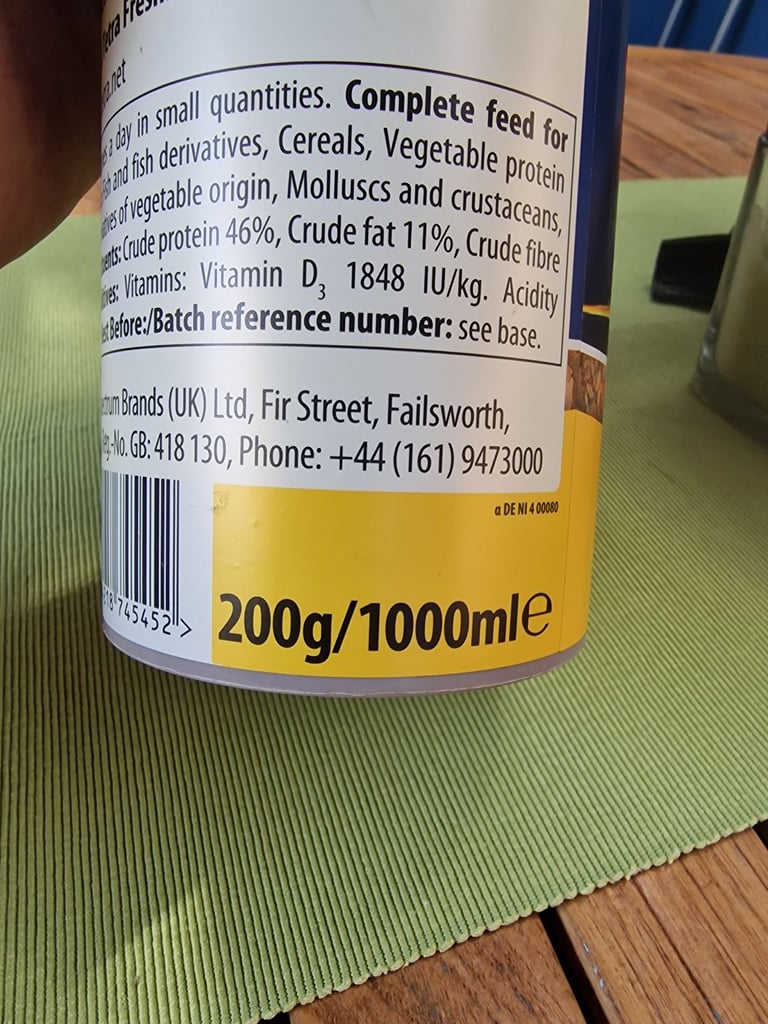 Tetra
.net
a day in small quantities. Complete feed for
and fish derivatives, Cereals, Vegetable protein
of vegetable origin, Molluscs and crustaceans,
Crude protein 46%, Crude fat 11%, Crude fibre
Vitamins: Vitamin D3 1848 IU/kg. Acidity
Before:/Batch reference number: see base.
Brands (UK) Ltd, Fir Street, Failsworth,
-No. GB: 418 130, Phone: +44 (161) 9473000
α DE NI 4 00080
745452 >
200g/1000ml℮